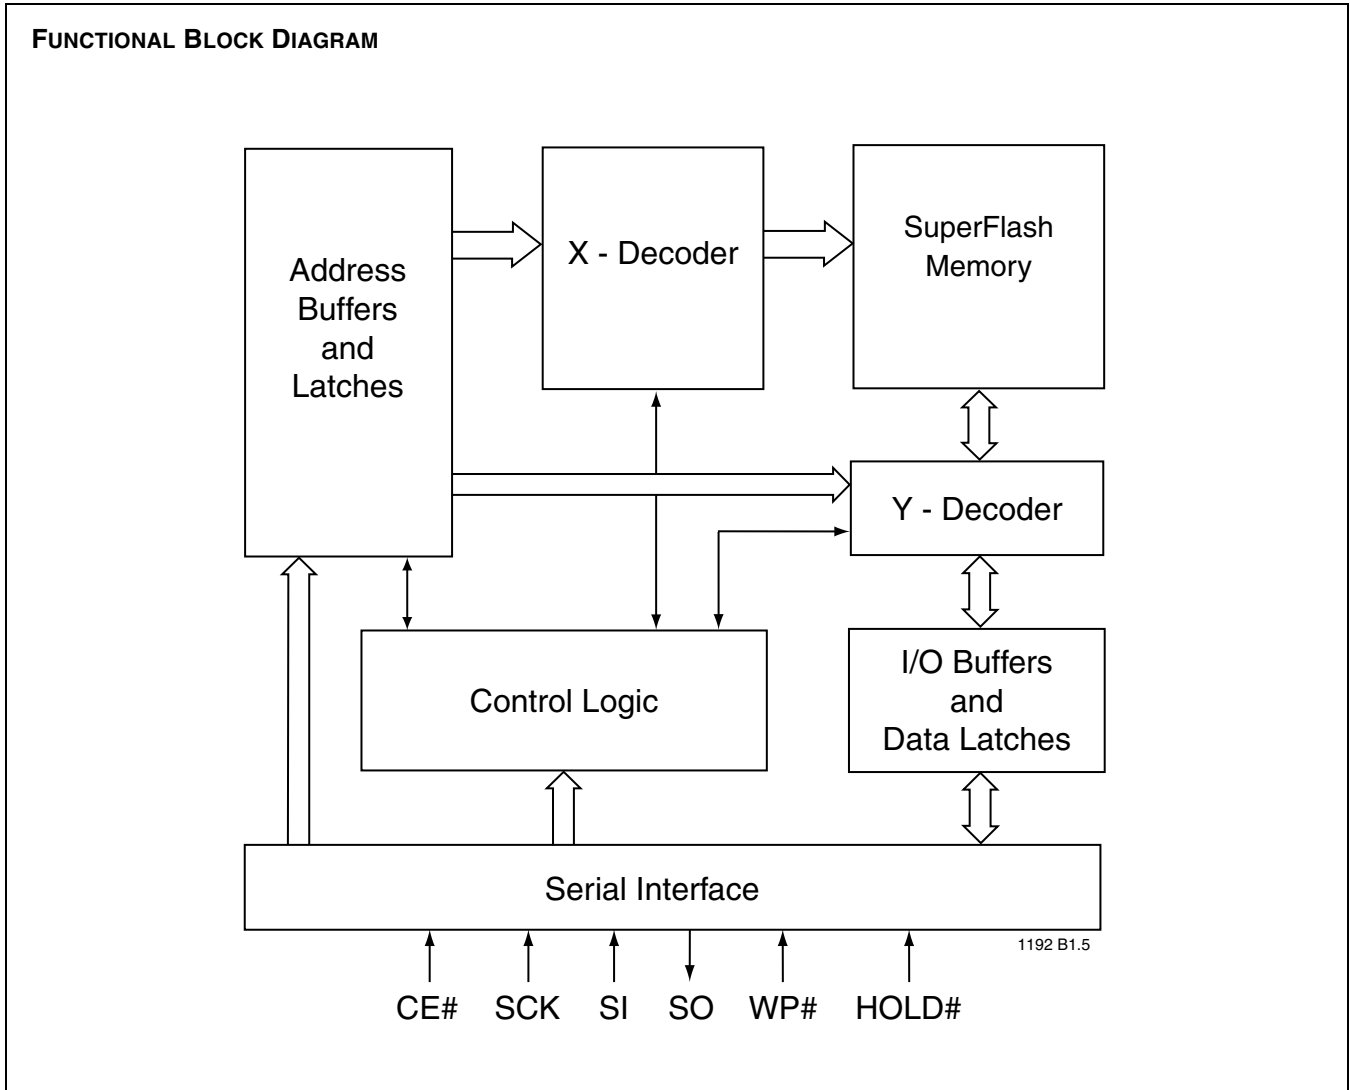 FUNCTIONAL BLOCK DIAGRAM
Address
Buffers
and
Latches
X - Decoder
SuperFlash
Memory
Y - Decoder
Control Logic
I/O Buffers
and
Data Latches
Serial Interface
1192 B1.5
CE# SCK SI SO WP# HOLD#